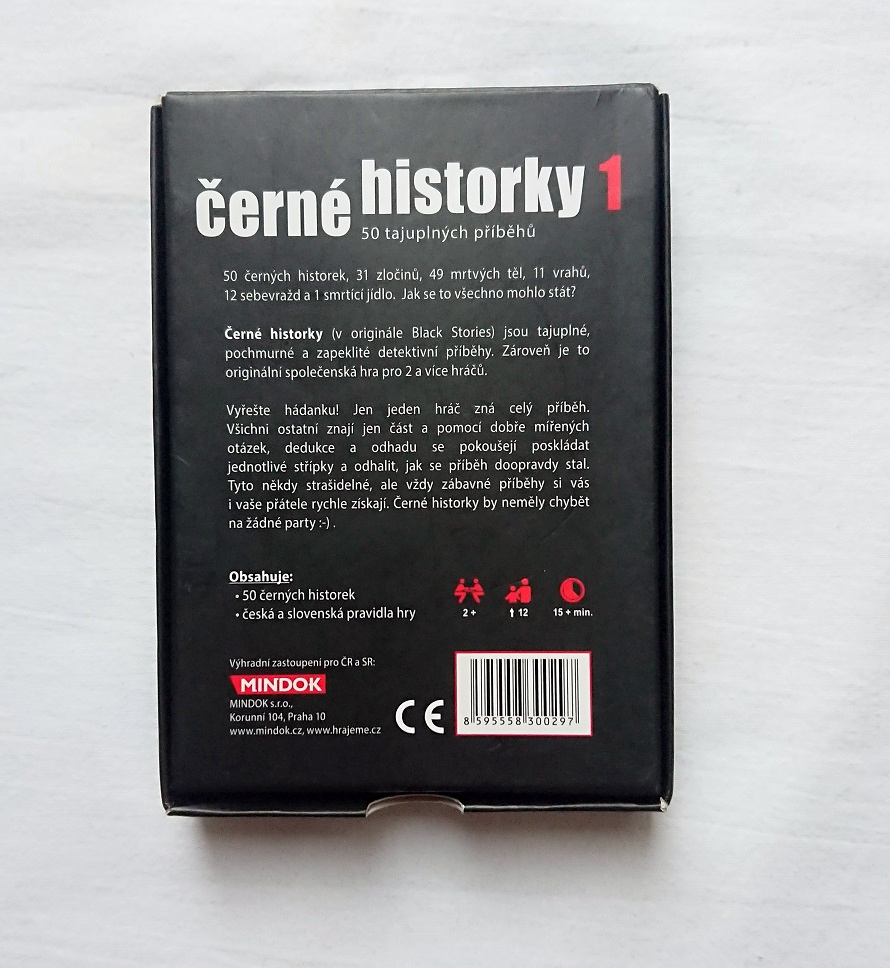 černé historky 1
50 tajuplných příběhů
50 černých historek, 31 zločinů, 49 mrtvých těl, 11 vrahů,
12 sebevražd a 1 smrtící jídlo. Jak se to všechno mohlo stát?
Černé historky (v originále Black Stories) jsou tajuplné,
pochmurné a zapeklité detektivní příběhy. Zároveň je to
originální společenská hra pro 2 a více hráčů.
Vyřešte hádanku! Jen jeden hráč zná celý příběh.
Všichni ostatní znají jen část a pomocí dobře mířených
otázek, dedukce a odhadu se pokoušejí poskládat
jednotlivé střípky a odhalit, jak se příběh doopravdy stal.
Tyto někdy strašidelné, ale vždy zábavné příběhy si vás
i vaše přátele rychle získají. Černé historky by neměly chybět
na žádné party :-) .
Obsahuje:
• 50 černých historek
• česká a slovenská pravidla hry
2 + 12 15 + min.
Výhradní zastoupení pro ČR a SR:
MINDOK
MINDOK s.r.o.,
Korunní 104, Praha 10
www.mindok.cz, www.hrajeme.cz
CE
8 595558 300297